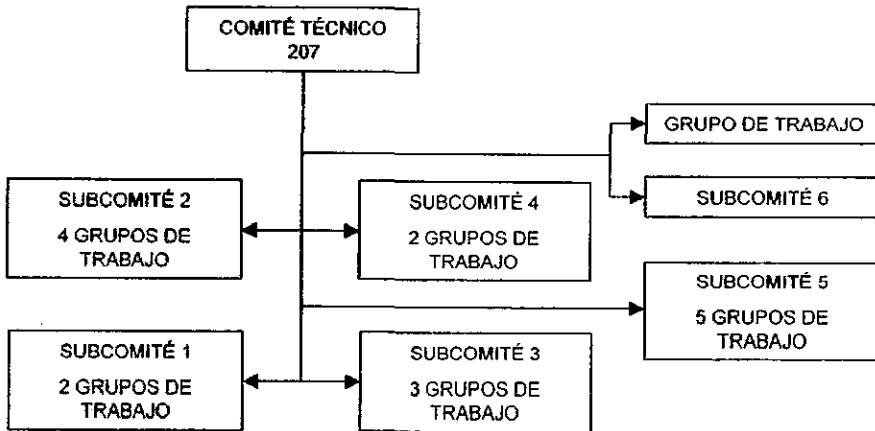 COMITÉ TÉCNICO
207
GRUPO DE TRABAJO
SUBCOMITÉ 6
SUBCOMITÉ 2
4 GRUPOS DE
TRABAJO
SUBCOMITÉ 4
2 GRUPOS DE
TRABAJO
SUBCOMITÉ 5
5 GRUPOS DE
TRABAJO
SUBCOMITÉ 1
2 GRUPOS DE
TRABAJO
SUBCOMITÉ 3
3 GRUPOS DE
TRABAJO